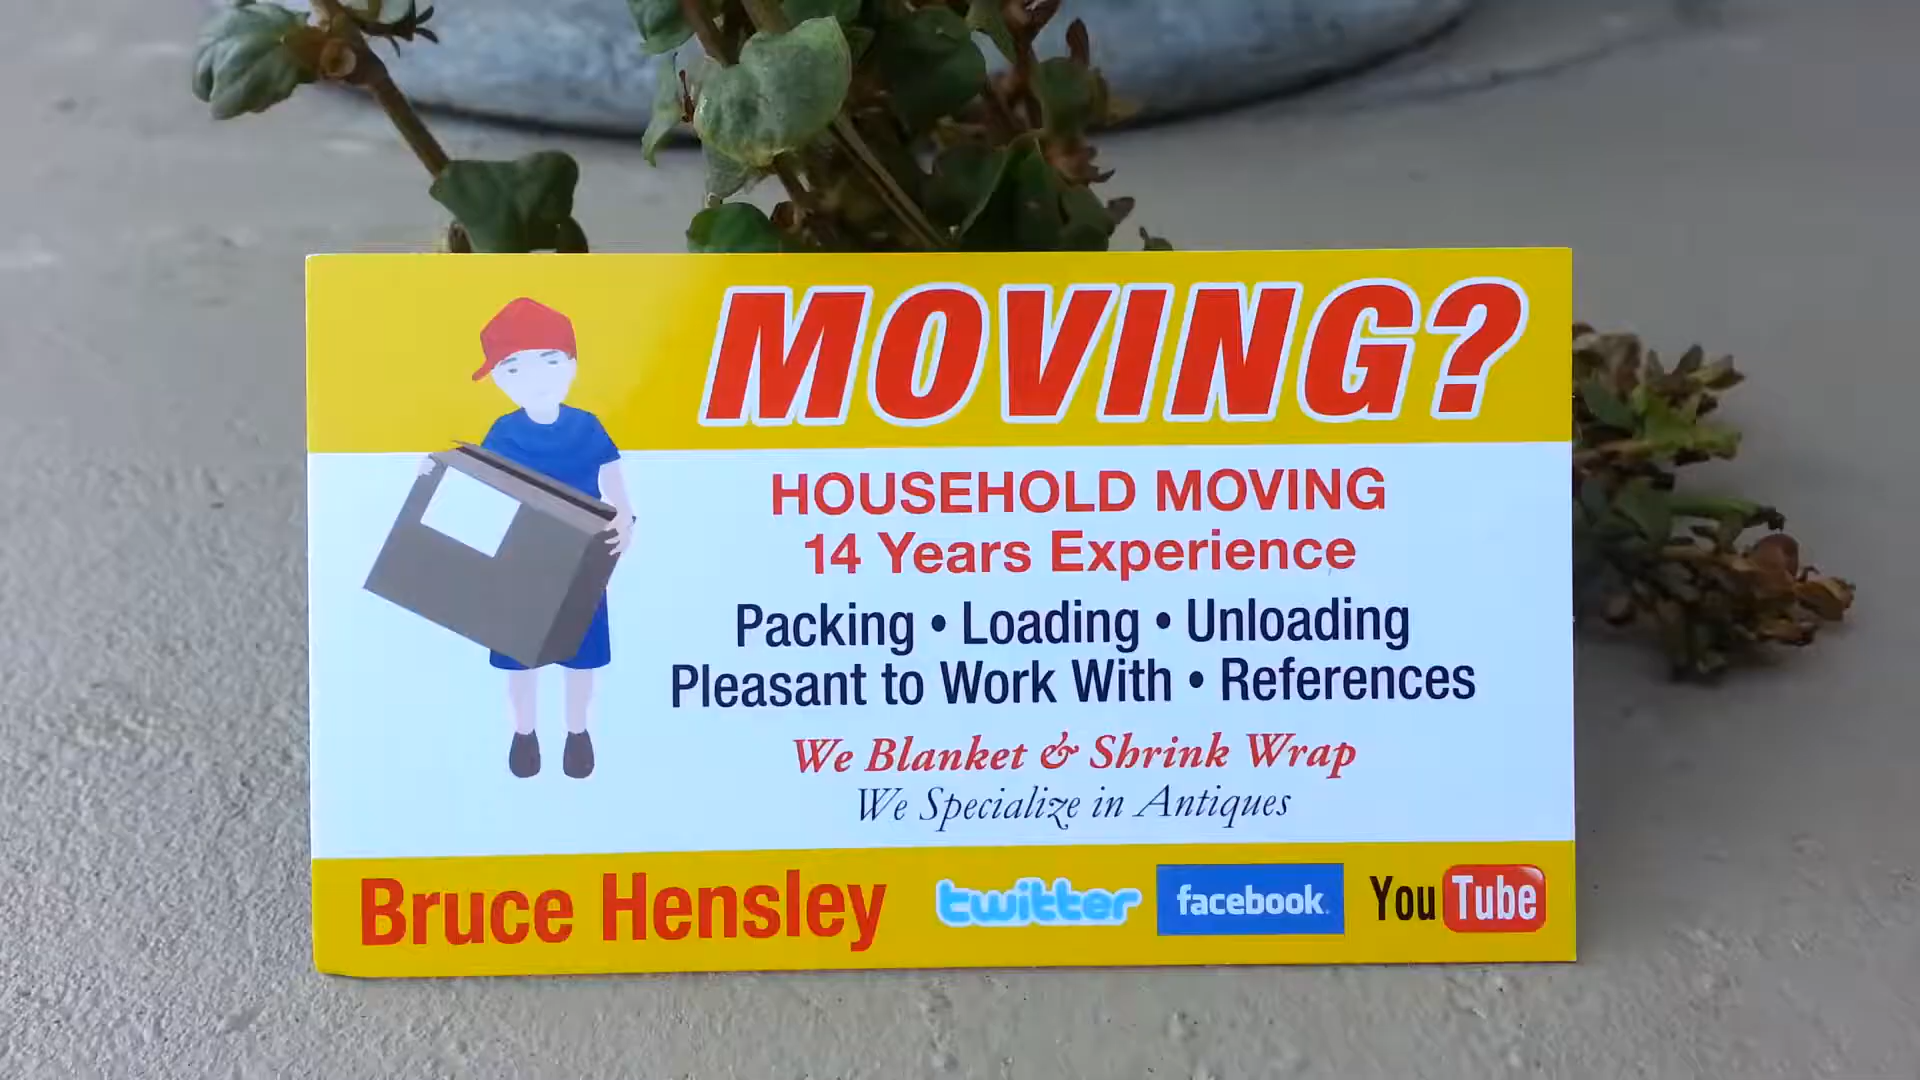 MOVING?
HOUSEHOLD MOVING
14 Years Experience
Packing • Loading • Unloading
Pleasant to Work With • References
We Blanket & Shrink Wrap
We Specialize in Antiques
Bruce Hensley twitter facebook. YouTube